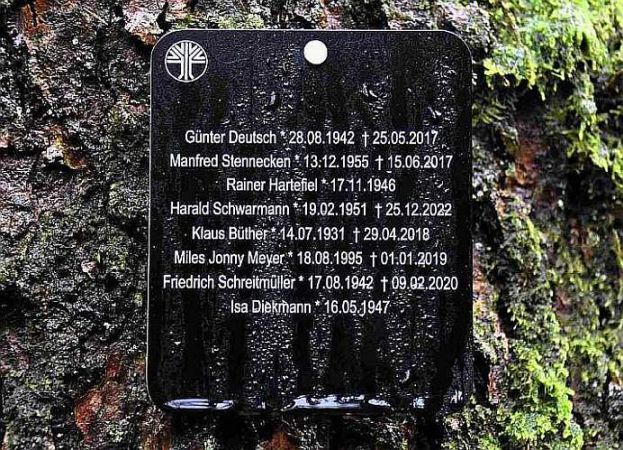 Günter Deutsch * 28.08.1942 † 25.05.2017
Manfred Stennecken * 13.12.1955 † 15.06.2017
Rainer Hartefiel * 17.11.1946
Harald Schwarmann * 19.02.1951 † 25.12.2022
Klaus Büther * 14.07.1931 † 29.04.2018
Miles Jonny Meyer * 18.08.1995 † 01.01.2019
Friedrich Schreitmüller * 17.08.1942 † 09.02.2020
Isa Diekmann * 16.05.1947